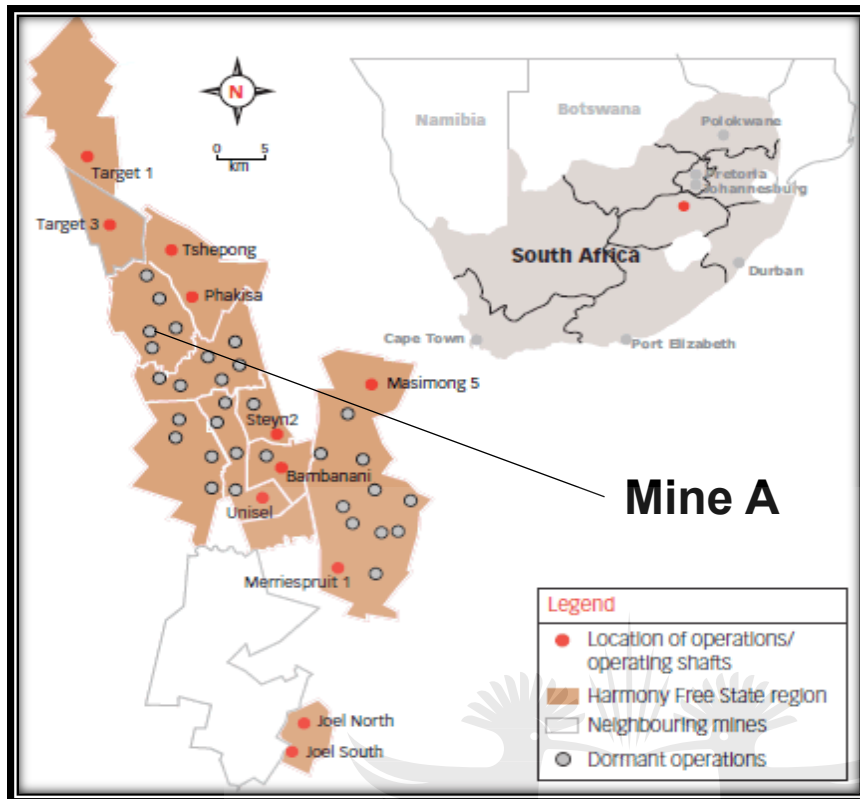 N
0 5
km
Target 1
Target 3
Tshepong
Phakisa
Masimong 5
Steyn2
Bambanani
Unisel
Merriespruit 1
Joel North
Joel South
Mine A
Namibia
Botswana
Polokwane
Pretoria
Johannesburg
South Africa
Durban
Cape Town
Port Elizabeth
Legend
Location of operations/
operating shafts
Harmony Free State region
Neighbouring mines
Dormant operations